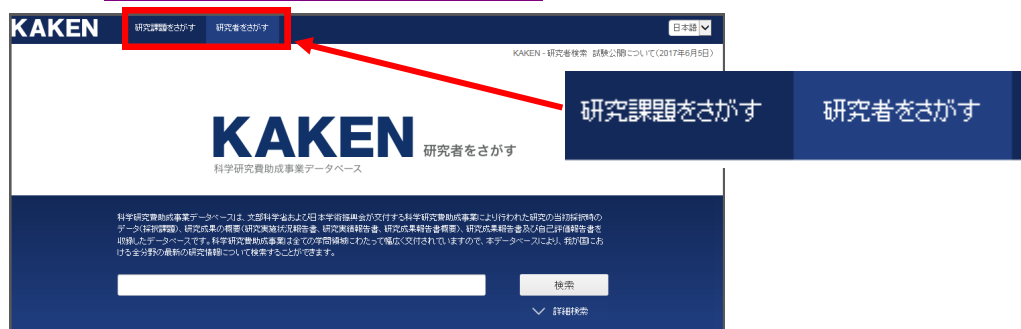 KAKEN 研究課題をさがす 研究者をさがす 日本語
KAKEN - 研究者検索 試験公開について(2017年6月5日)
研究課題をさがす 研究者をさがす
KAKEN 研究者をさがす
科学研究費助成事業データベース
科学研究費助成事業データベースは、文部科学省および日本学術振興会が交付する科学研究費助成事業により行われた研究の当初採択時の
データ(採択課題)、研究成果の概要(研究実施状況報告書、研究実績報告書、研究成果報告書概要)、研究成果報告書及び自己評価報告書を
収録したデータベースです。科学研究費助成事業は全ての学問領域にわたって幅広く交付されていますので、本データベースにより、我が国にお
ける全分野の最新の研究情報について検索することができます。
検索
詳細検索